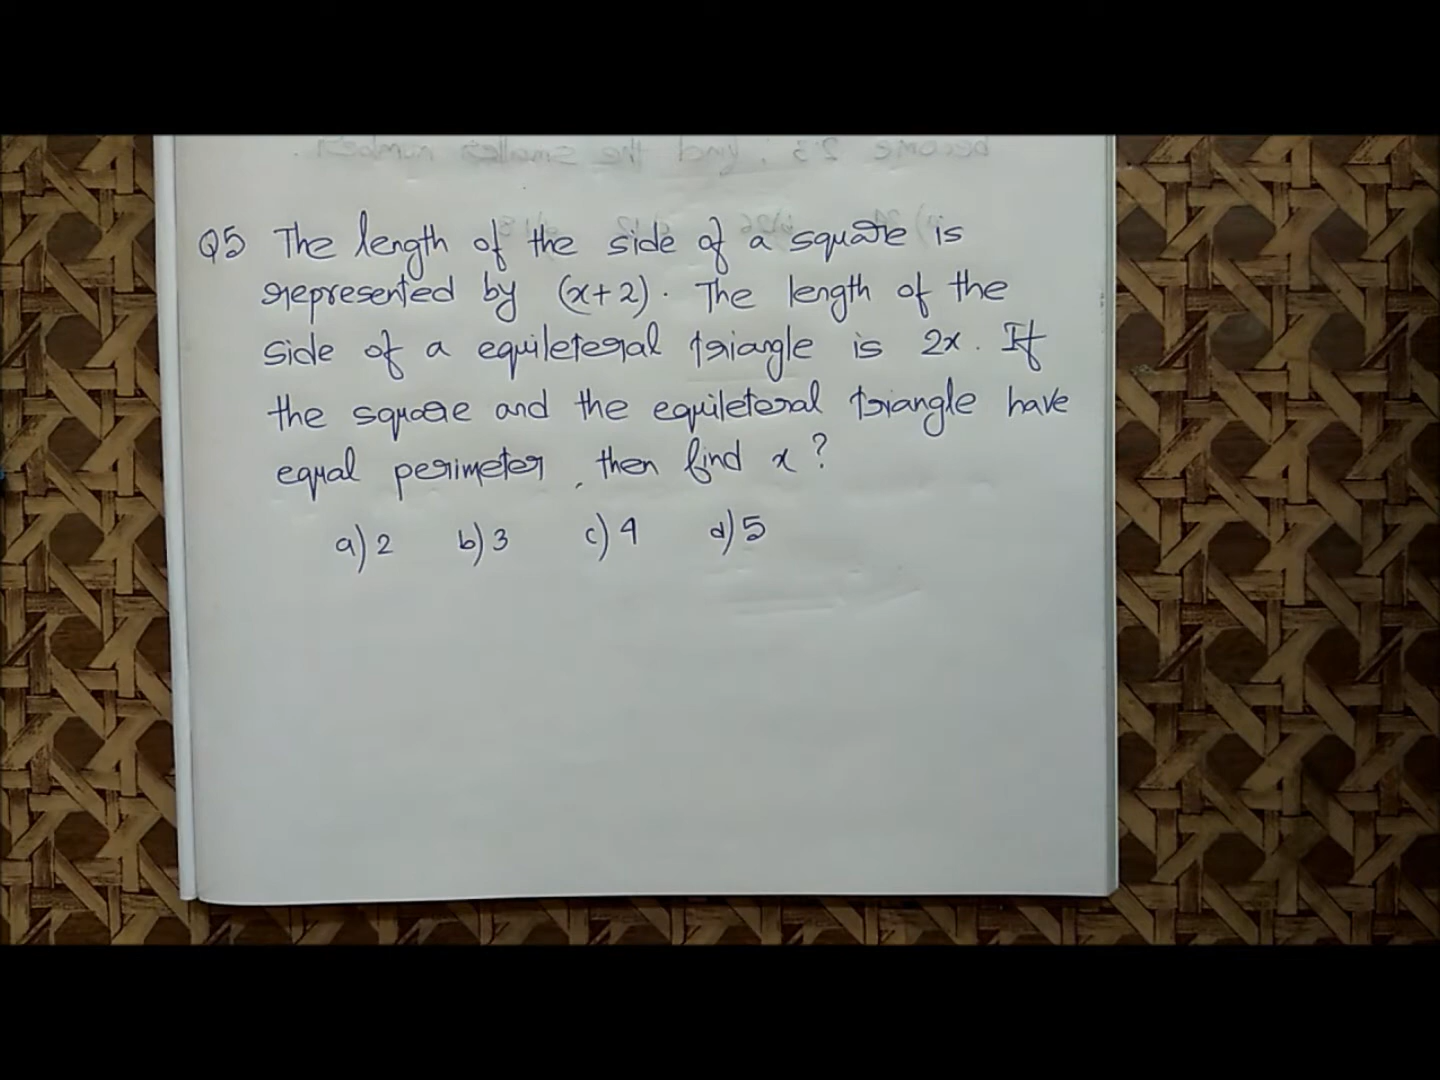 Q5 The length of the side of a square is
represented by (x+2). The length of the
side of a equileteral triangle is 2x. If
the square and the equileteral triangle have
equal perimeter, then find x?
a) 2 b) 3 c) 4 d) 5